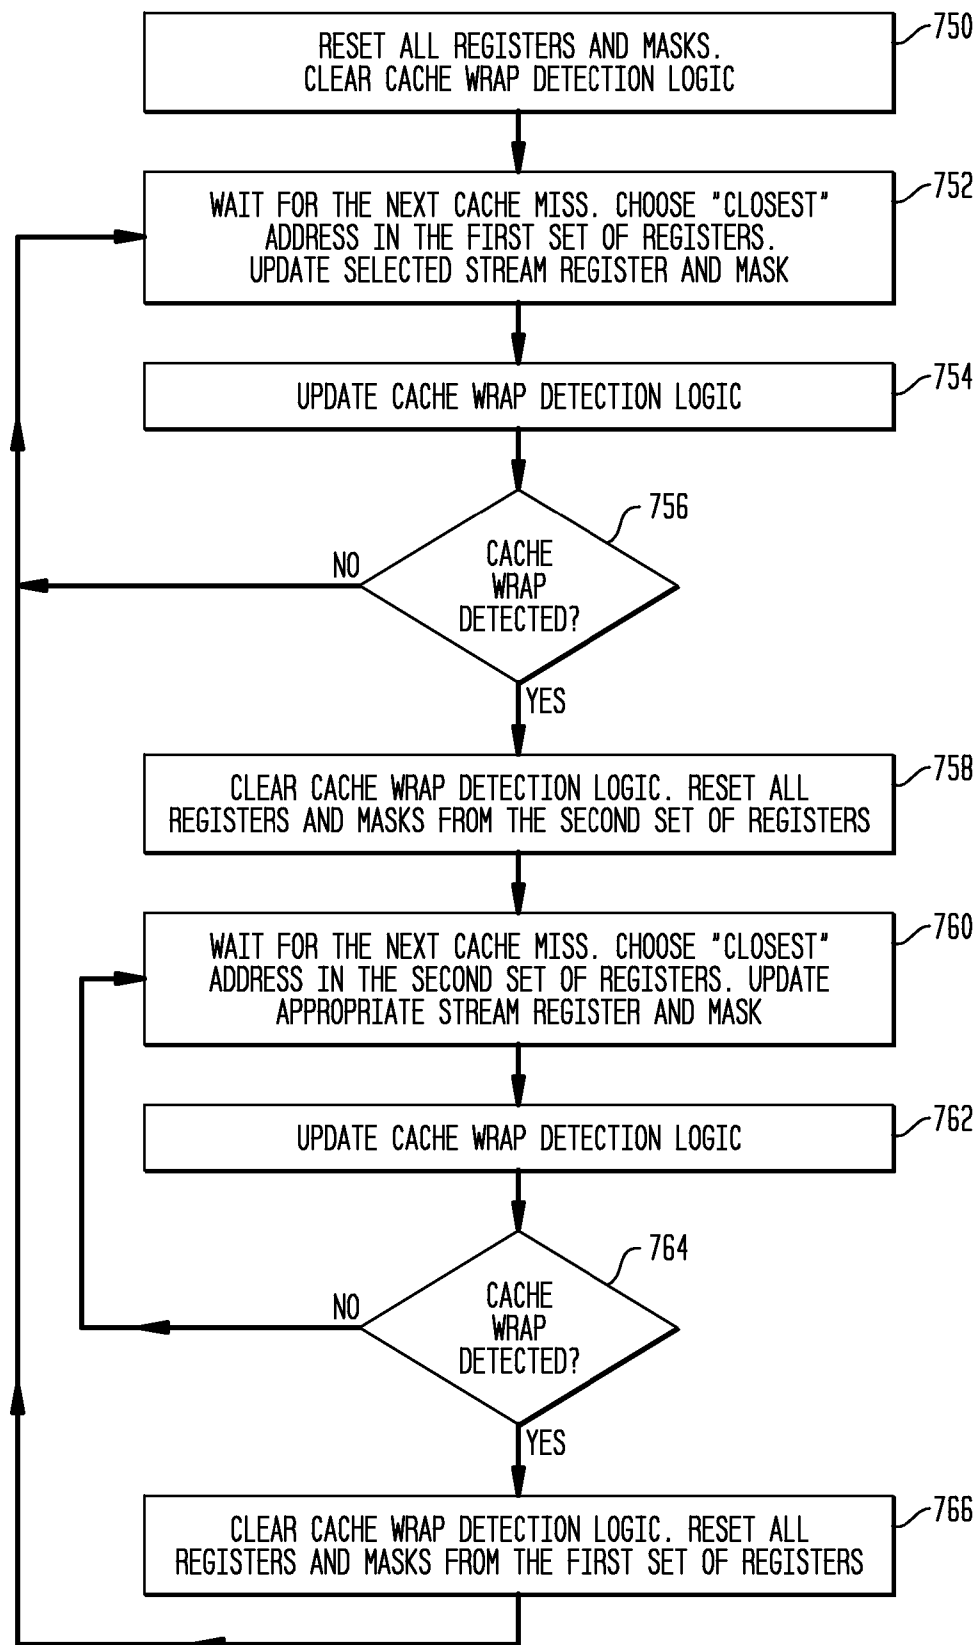 750
RESET ALL REGISTERS AND MASKS.
CLEAR CACHE WRAP DETECTION LOGIC
752
WAIT FOR THE NEXT CACHE MISS. CHOOSE "CLOSEST"
ADDRESS IN THE FIRST SET OF REGISTERS.
UPDATE SELECTED STREAM REGISTER AND MASK
754
UPDATE CACHE WRAP DETECTION LOGIC
756
CACHE
WRAP
DETECTED?
NO
YES
758
CLEAR CACHE WRAP DETECTION LOGIC. RESET ALL
REGISTERS AND MASKS FROM THE SECOND SET OF REGISTERS
760
WAIT FOR THE NEXT CACHE MISS. CHOOSE "CLOSEST"
ADDRESS IN THE SECOND SET OF REGISTERS. UPDATE
APPROPRIATE STREAM REGISTER AND MASK
762
UPDATE CACHE WRAP DETECTION LOGIC
764
CACHE
WRAP
DETECTED?
NO
YES
766
CLEAR CACHE WRAP DETECTION LOGIC. RESET ALL
REGISTERS AND MASKS FROM THE FIRST SET OF REGISTERS